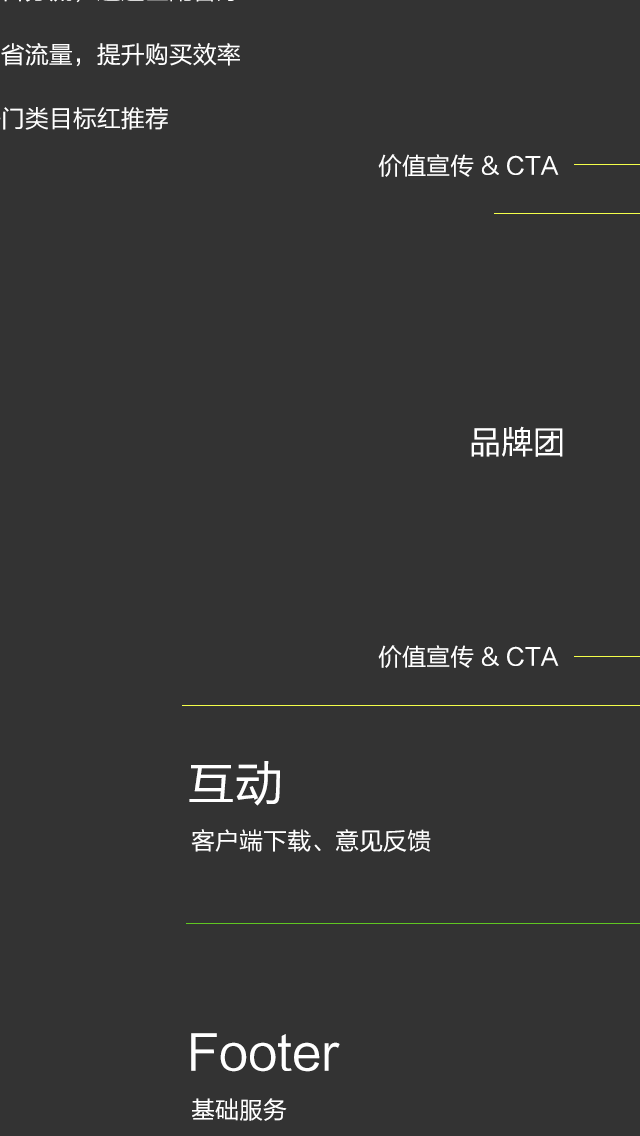 省流量，提升购买效率
门类目标红推荐
价值宣传 & CTA
品牌团
价值宣传 & CTA
互动
客户端下载、意见反馈
Footer
基础服务